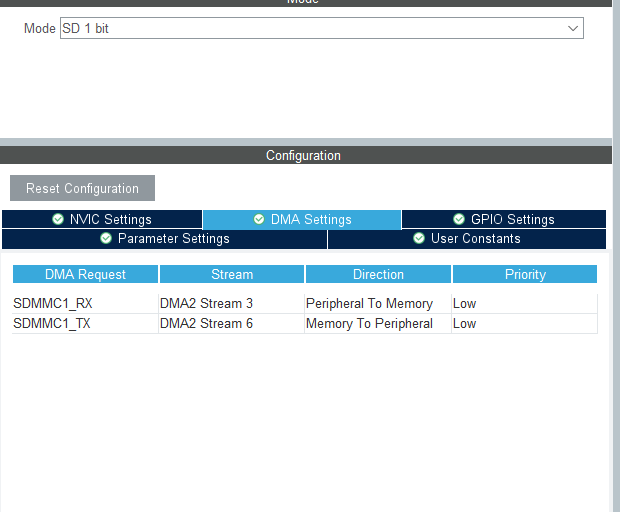 Mode
Mode SD 1 bit
Configuration
Reset Configuration
NVIC Settings DMA Settings GPIO Settings
Parameter Settings User Constants
DMA Request Stream Direction Priority
SDMMC1_RX DMA2 Stream 3 Peripheral To Memory Low
SDMMC1_TX DMA2 Stream 6 Memory To Peripheral Low